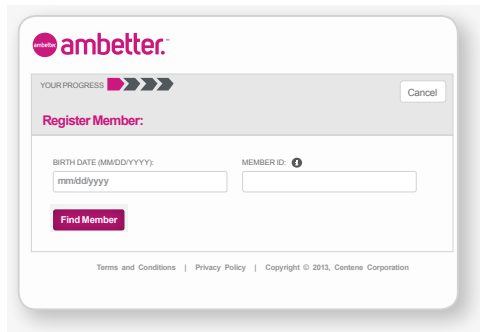 ambetter ambetter.™
YOUR PROGRESS
Cancel
Register Member:
BIRTH DATE (MM/DD/YYYY): MEMBER ID: i
mm/dd/yyyy
Find Member
Terms and Conditions | Privacy Policy | Copyright © 2013, Centene Corporation